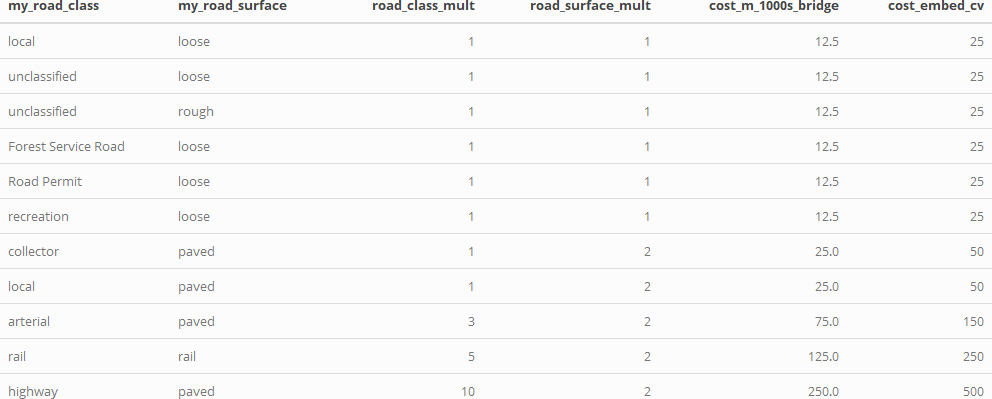 my_road_class my_road_surface road_class_mult road_surface_mult cost_m_1000s_bridge cost_embed_cv
local loose 1 1 12.5 25
unclassified loose 1 1 12.5 25
unclassified rough 1 1 12.5 25
Forest Service Road loose 1 1 12.5 25
Road Permit loose 1 1 12.5 25
recreation loose 1 1 12.5 25
collector paved 1 2 25.0 50
local paved 1 2 25.0 50
arterial paved 3 2 75.0 150
rail rail 5 2 125.0 250
highway paved 10 2 250.0 500